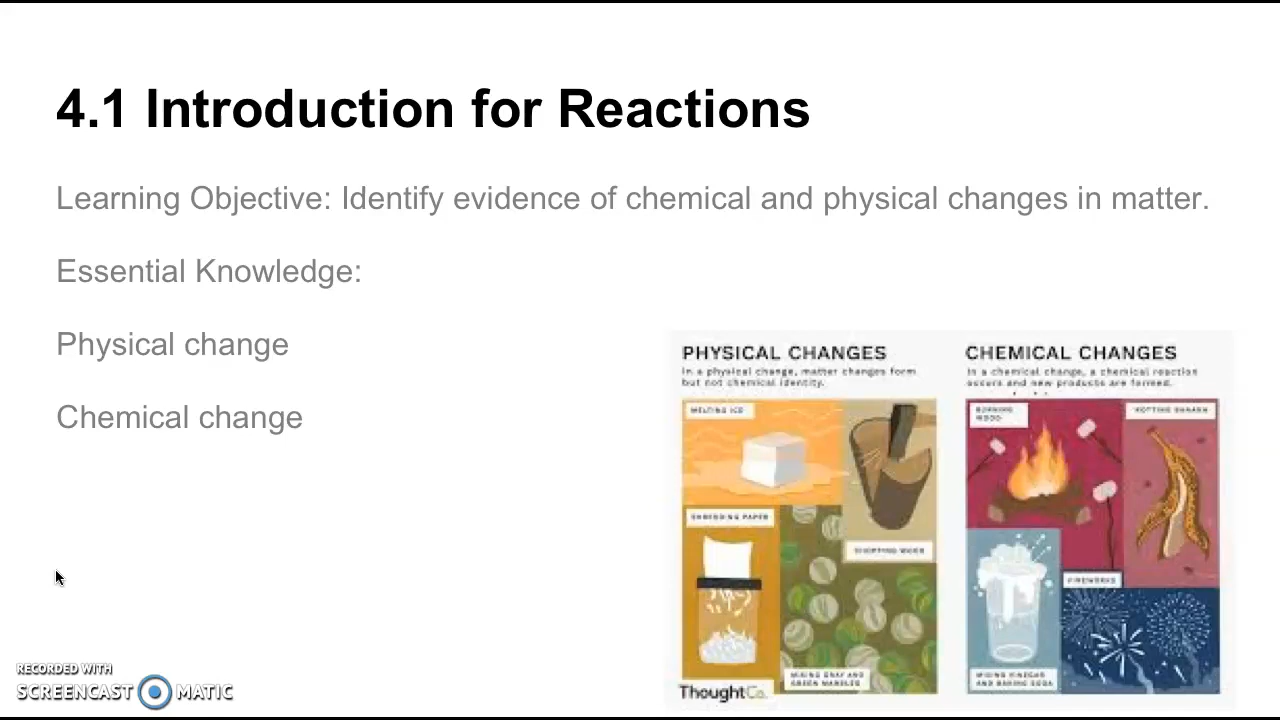 4.1 Introduction for Reactions
Learning Objective: Identify evidence of chemical and physical changes in matter.
Essential Knowledge:
Physical change
Chemical change
PHYSICAL CHANGES
In a physical change, matter changes form
but not chemical identity.
MELTING ICE
SHREDDING PAPER
CHOPPING WOOD
MIXING GRAY AND
GREEN MARBLES
ThoughtCo.
CHEMICAL CHANGES
In a chemical change, a chemical reaction
occurs and new products are formed.
BURNING
WOOD
ROTTING BANANA
FIREWORKS
MIXING VINEGAR
AND BAKING SODA
RECORDED WITH
SCREENCAST MATIC